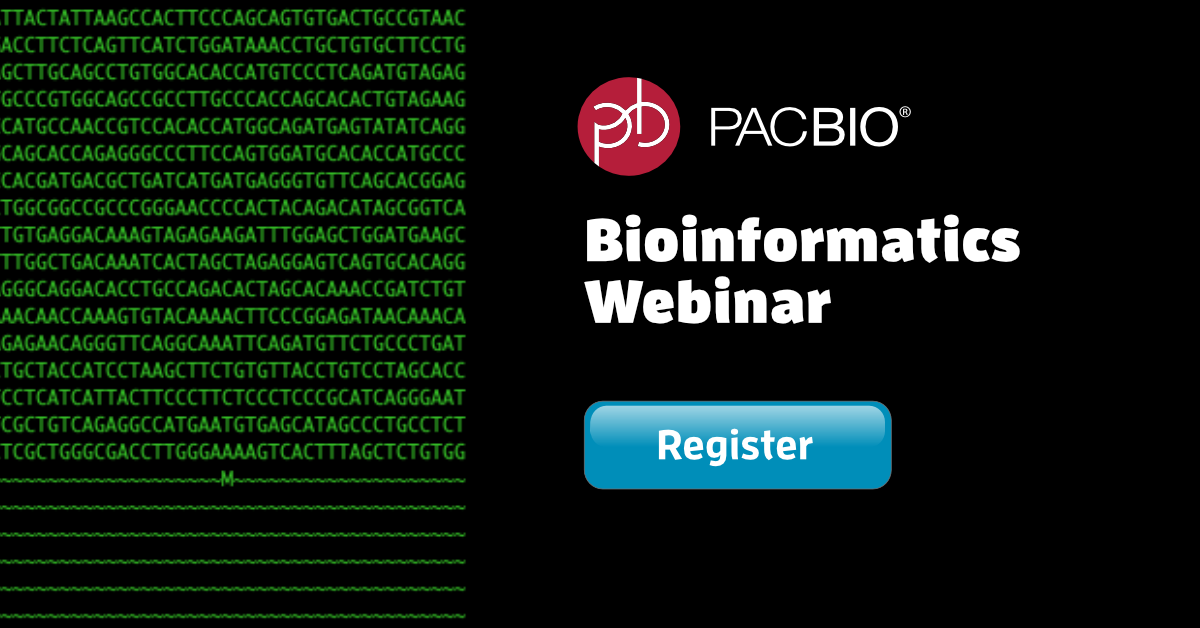 TTACTATTAAGCCACTTCCCAGCAGTGTGACTGCCGTAAC
ACCTTCTCAGTTCATCTGGATAAACCTGCTGTGCTTCCTG
GCTTGCAGCCTGTGGCACACCATGTCCCTCAGATGTAGAG
GCCCGTGGCAGCCGCCTTGCCCACCAGCACACTGTAGAAG
CATGCCAACCGTCCACACCATGGCAGATGAGTATATCAGG
CAGCACCAGAGGGCCCTTCCAGTGGATGCACACCATGCCC
CACGATGACGCTGATCATGATGAGGGTGTTCAGCACGGAG
TGGCGGCCGCCCGGGAACCCCACTACAGACATAGCGGTCA
TGTGAGGACAAAGTAGAGAAGATTTGGAGCTGGATGAAGC
TTGGCTGACAAATCACTAGCTAGAGGAGTCAGTGCACAGG
GGGCAGGACACCTGCCAGACACTAGCACAAACCGATCTGT
AACAACCAAAGTGTACAAAACTTCCCGGAGATAACAAACA
GAGAACAGGGTTCAGGCAAATTCAGATGTTCTGCCCTGAT
TGCTACCATCCTAAGCTTCTGTGTTACCTGTCCTAGCACC
CCTCATCATTACTTCCCTTCTCCCTCCCGCATCAGGGAAT
CGCTGTCAGAGGCCATGAATGTGAGCATAGCCCTGCCTCT
TCGCTGGGCGACCTTGGGAAAAGTCACTTTAGCTCTGTGG
M
pb PACBIO®
Bioinformatics
Webinar
Register